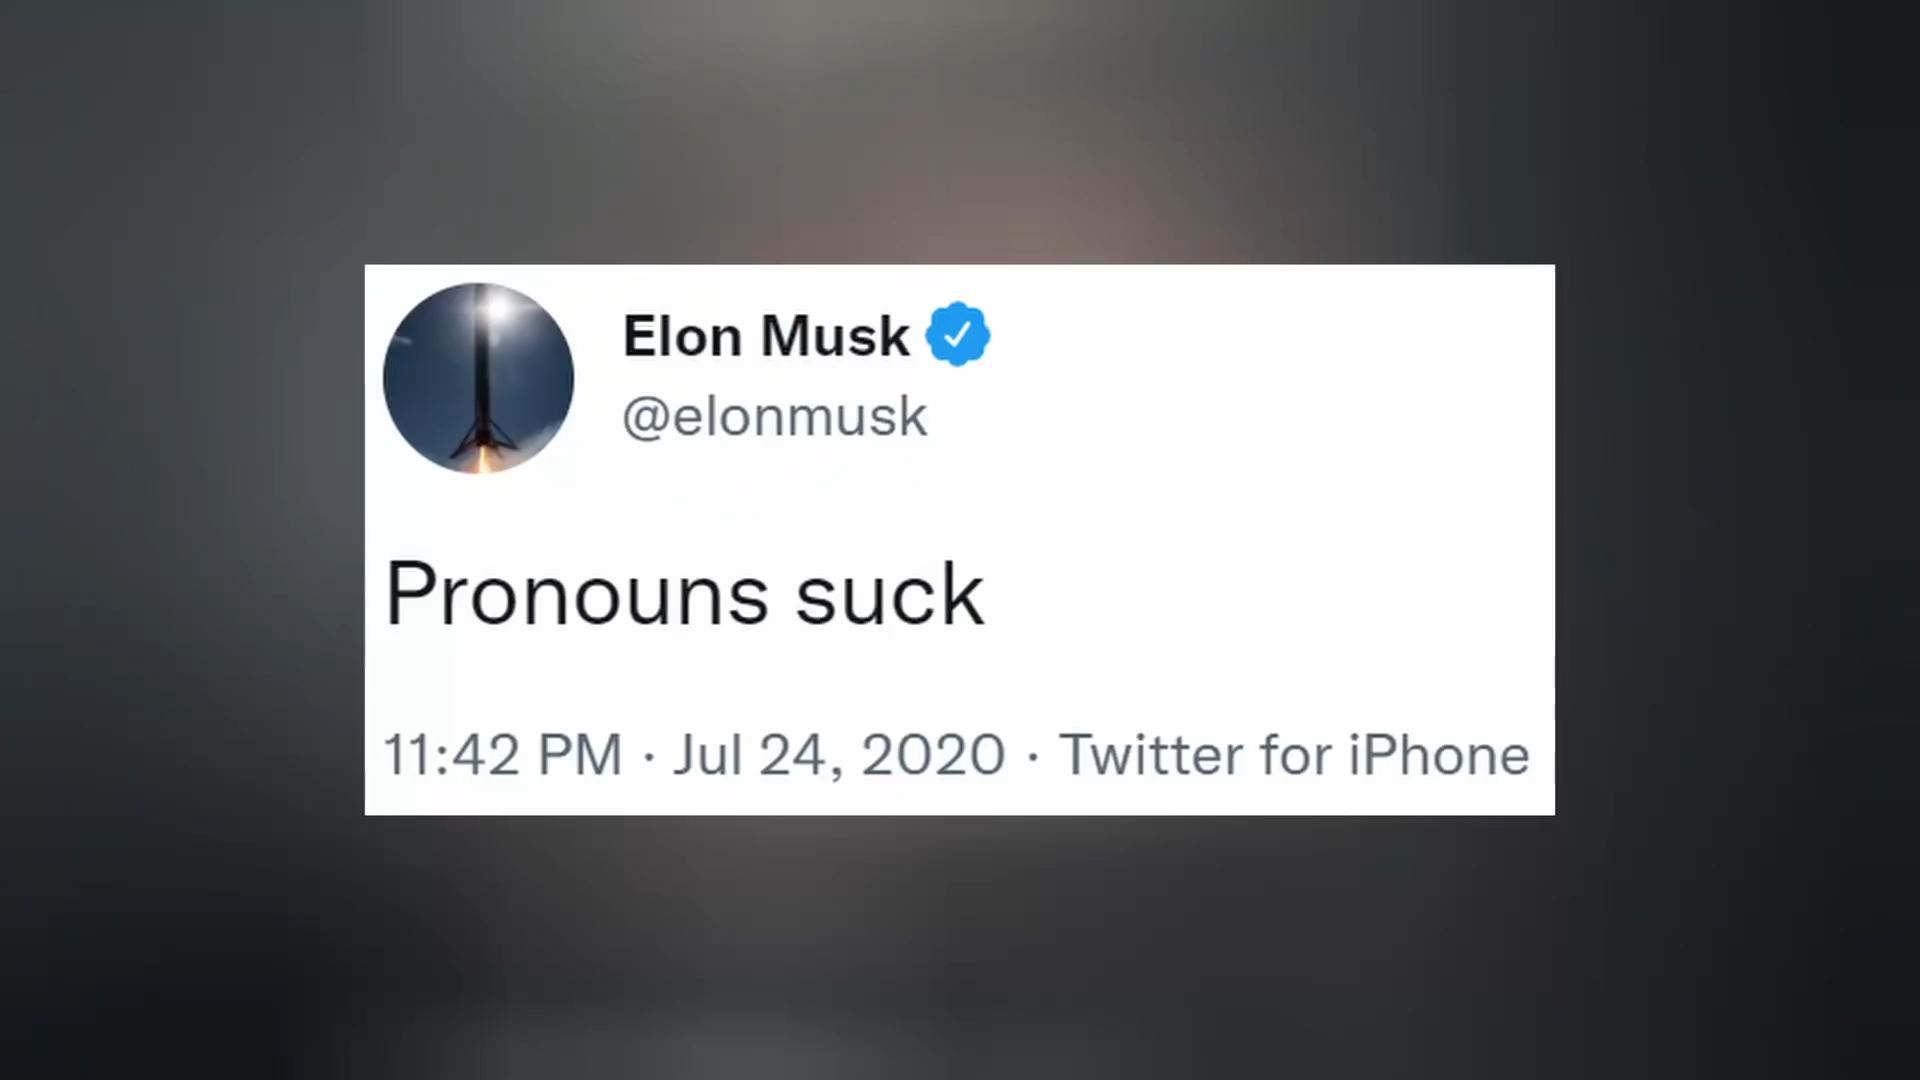 Elon Musk
@elonmusk
Pronouns suck
11:42 PM · Jul 24, 2020 · Twitter for iPhone